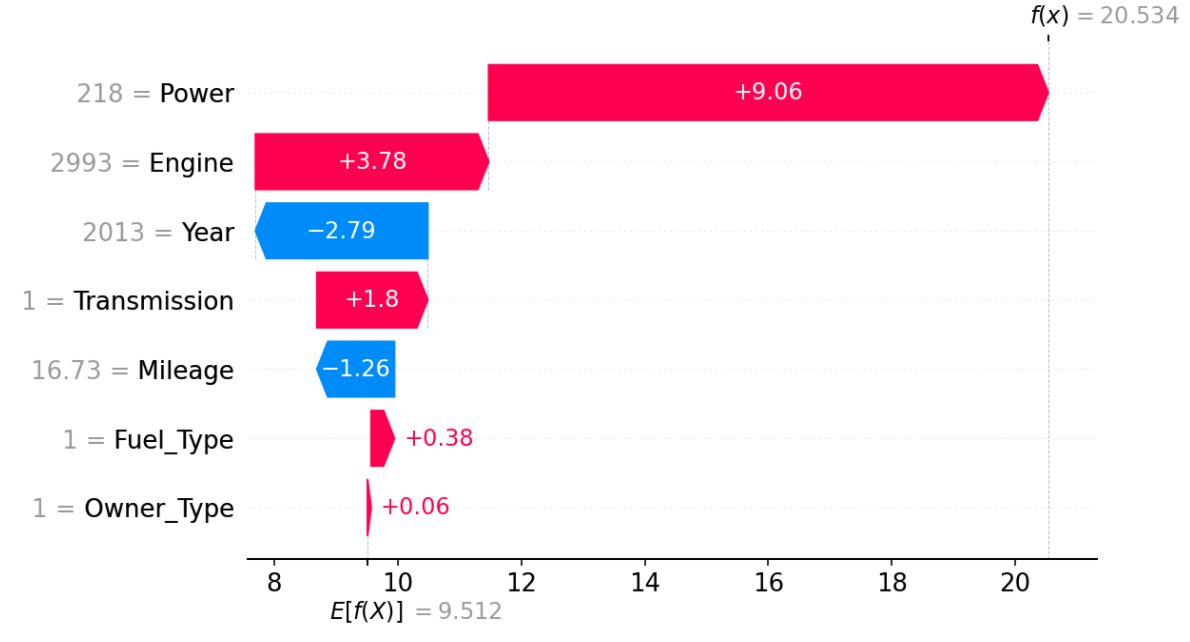 f(x) = 20.534
218 = Power
+9.06
2993 = Engine
+3.78
2013 = Year
−2.79
1 = Transmission
+1.8
16.73 = Mileage
−1.26
1 = Fuel_Type
+0.38
1 = Owner_Type
+0.06
8 10 12 14 16 18 20
E[f(X)] = 9.512